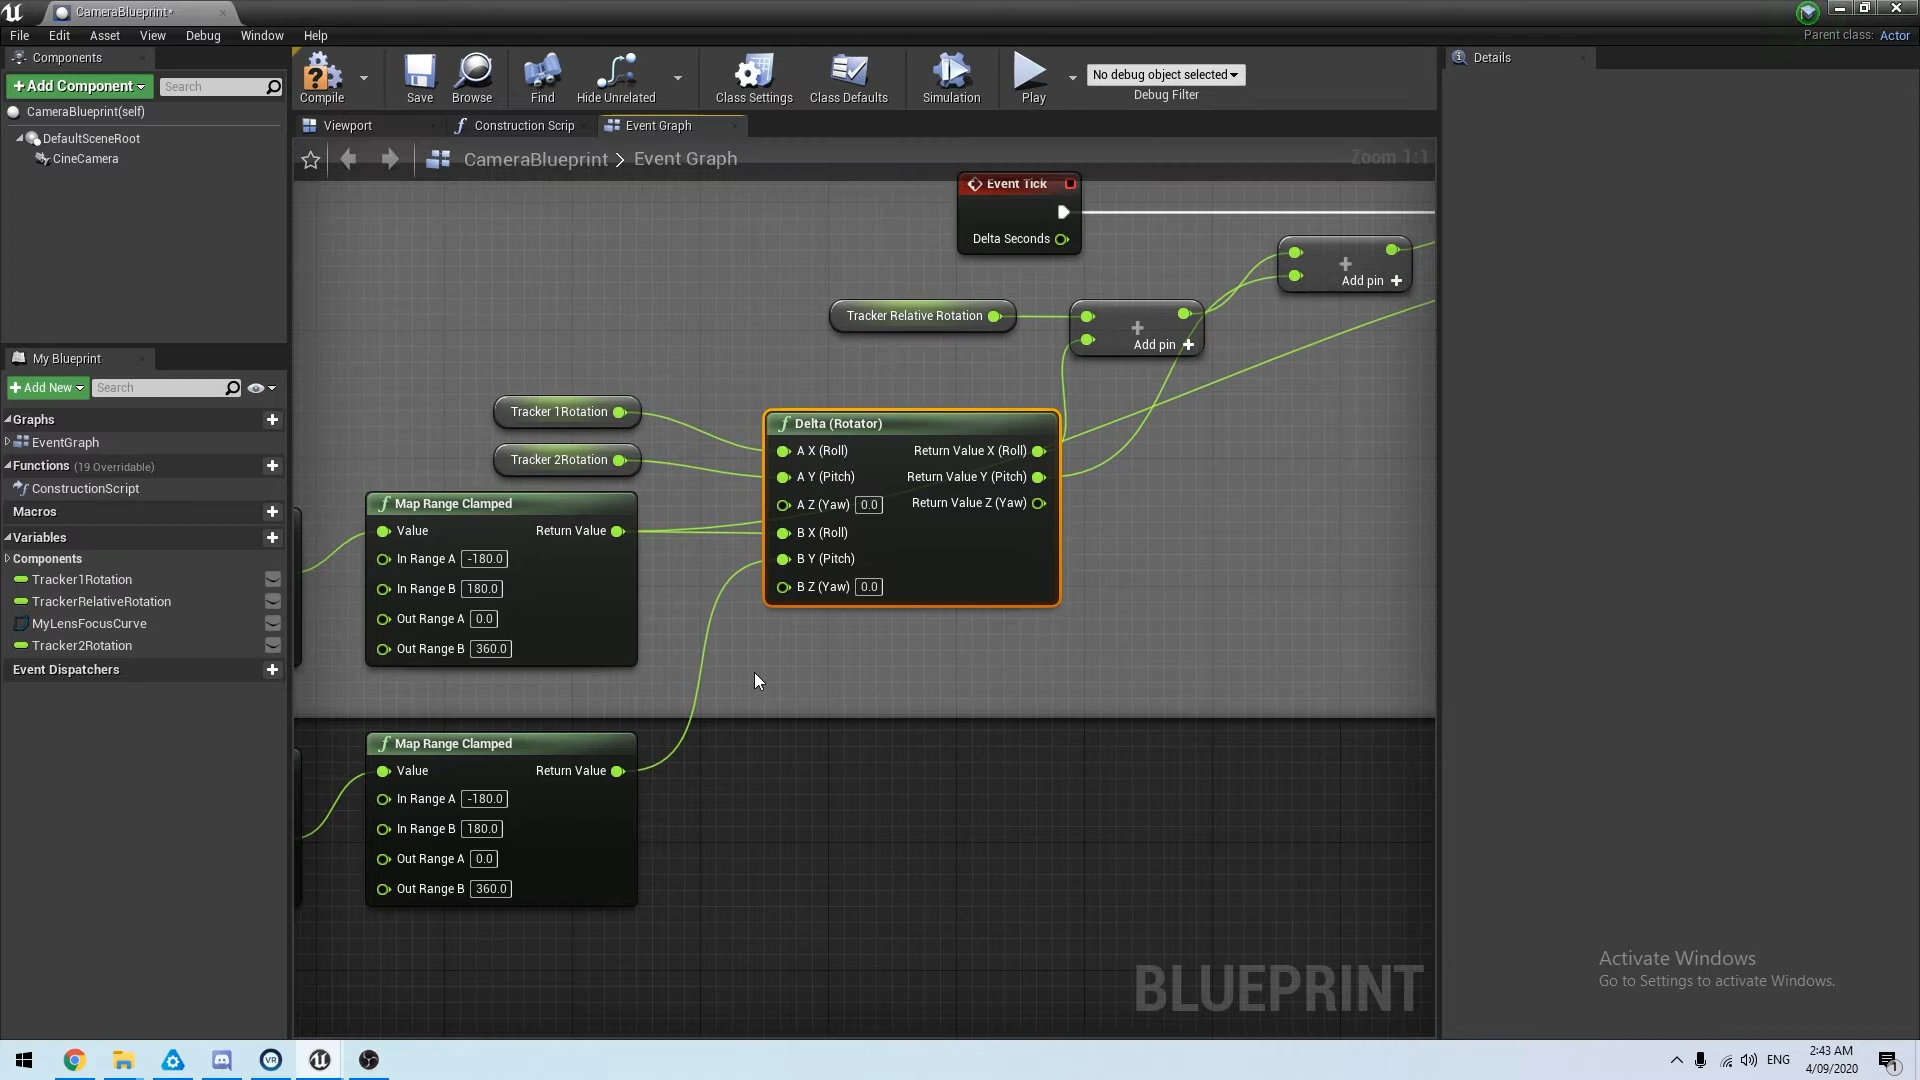 CameraBlueprint*
File Edit Asset View Debug Window Help
Parent class: Actor
Components
+ Add Component
Search
CameraBlueprint(self)
DefaultSceneRoot
CineCamera
Compile
Save
Browse
Find
Hide Unrelated
Class Settings
Class Defaults
Simulation
Play
No debug object selected
Debug Filter
Details
Viewport
Construction Scrip
Event Graph
CameraBlueprint > Event Graph
Zoom 1:1
My Blueprint
+ Add New
Search
Graphs
EventGraph
Functions (19 Overridable)
ConstructionScript
Macros
Variables
Components
Tracker1Rotation
TrackerRelativeRotation
MyLensFocusCurve
Tracker2Rotation
Event Dispatchers
Event Tick
Delta Seconds
Add pin +
Tracker Relative Rotation
Add pin +
Tracker 1Rotation
Tracker 2Rotation
Delta (Rotator)
A X (Roll) Return Value X (Roll)
A Y (Pitch) Return Value Y (Pitch)
A Z (Yaw) 0.0 Return Value Z (Yaw)
B X (Roll)
B Y (Pitch)
B Z (Yaw) 0.0
Map Range Clamped
Value Return Value
In Range A -180.0
In Range B 180.0
Out Range A 0.0
Out Range B 360.0
Map Range Clamped
Value Return Value
In Range A -180.0
In Range B 180.0
Out Range A 0.0
Out Range B 360.0
BLUEPRINT
Activate Windows
Go to Settings to activate Windows.
VR
ENG
2:43 AM
4/09/2020
1